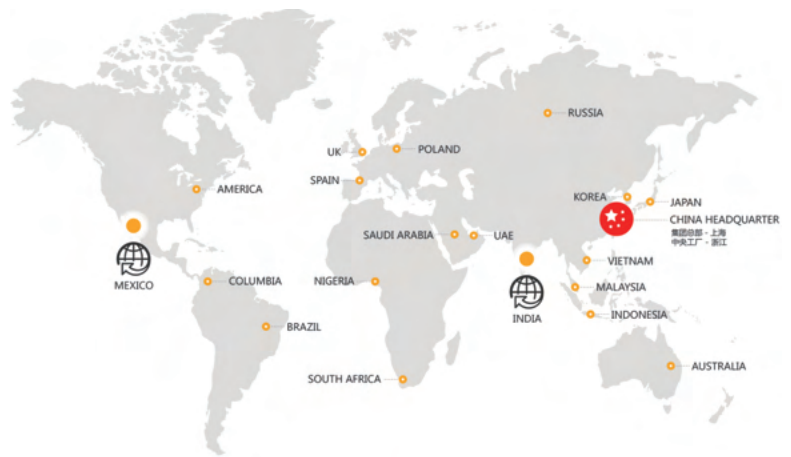 RUSSIA
UK
POLAND
SPAIN
AMERICA
KOREA
JAPAN
CHINA HEADQUARTER
集团总部 - 上海
中央工厂 - 浙江
SAUDI ARABIA
UAE
VIETNAM
MEXICO
COLUMBIA
NIGERIA
MALAYSIA
INDIA
INDONESIA
BRAZIL
AUSTRALIA
SOUTH AFRICA